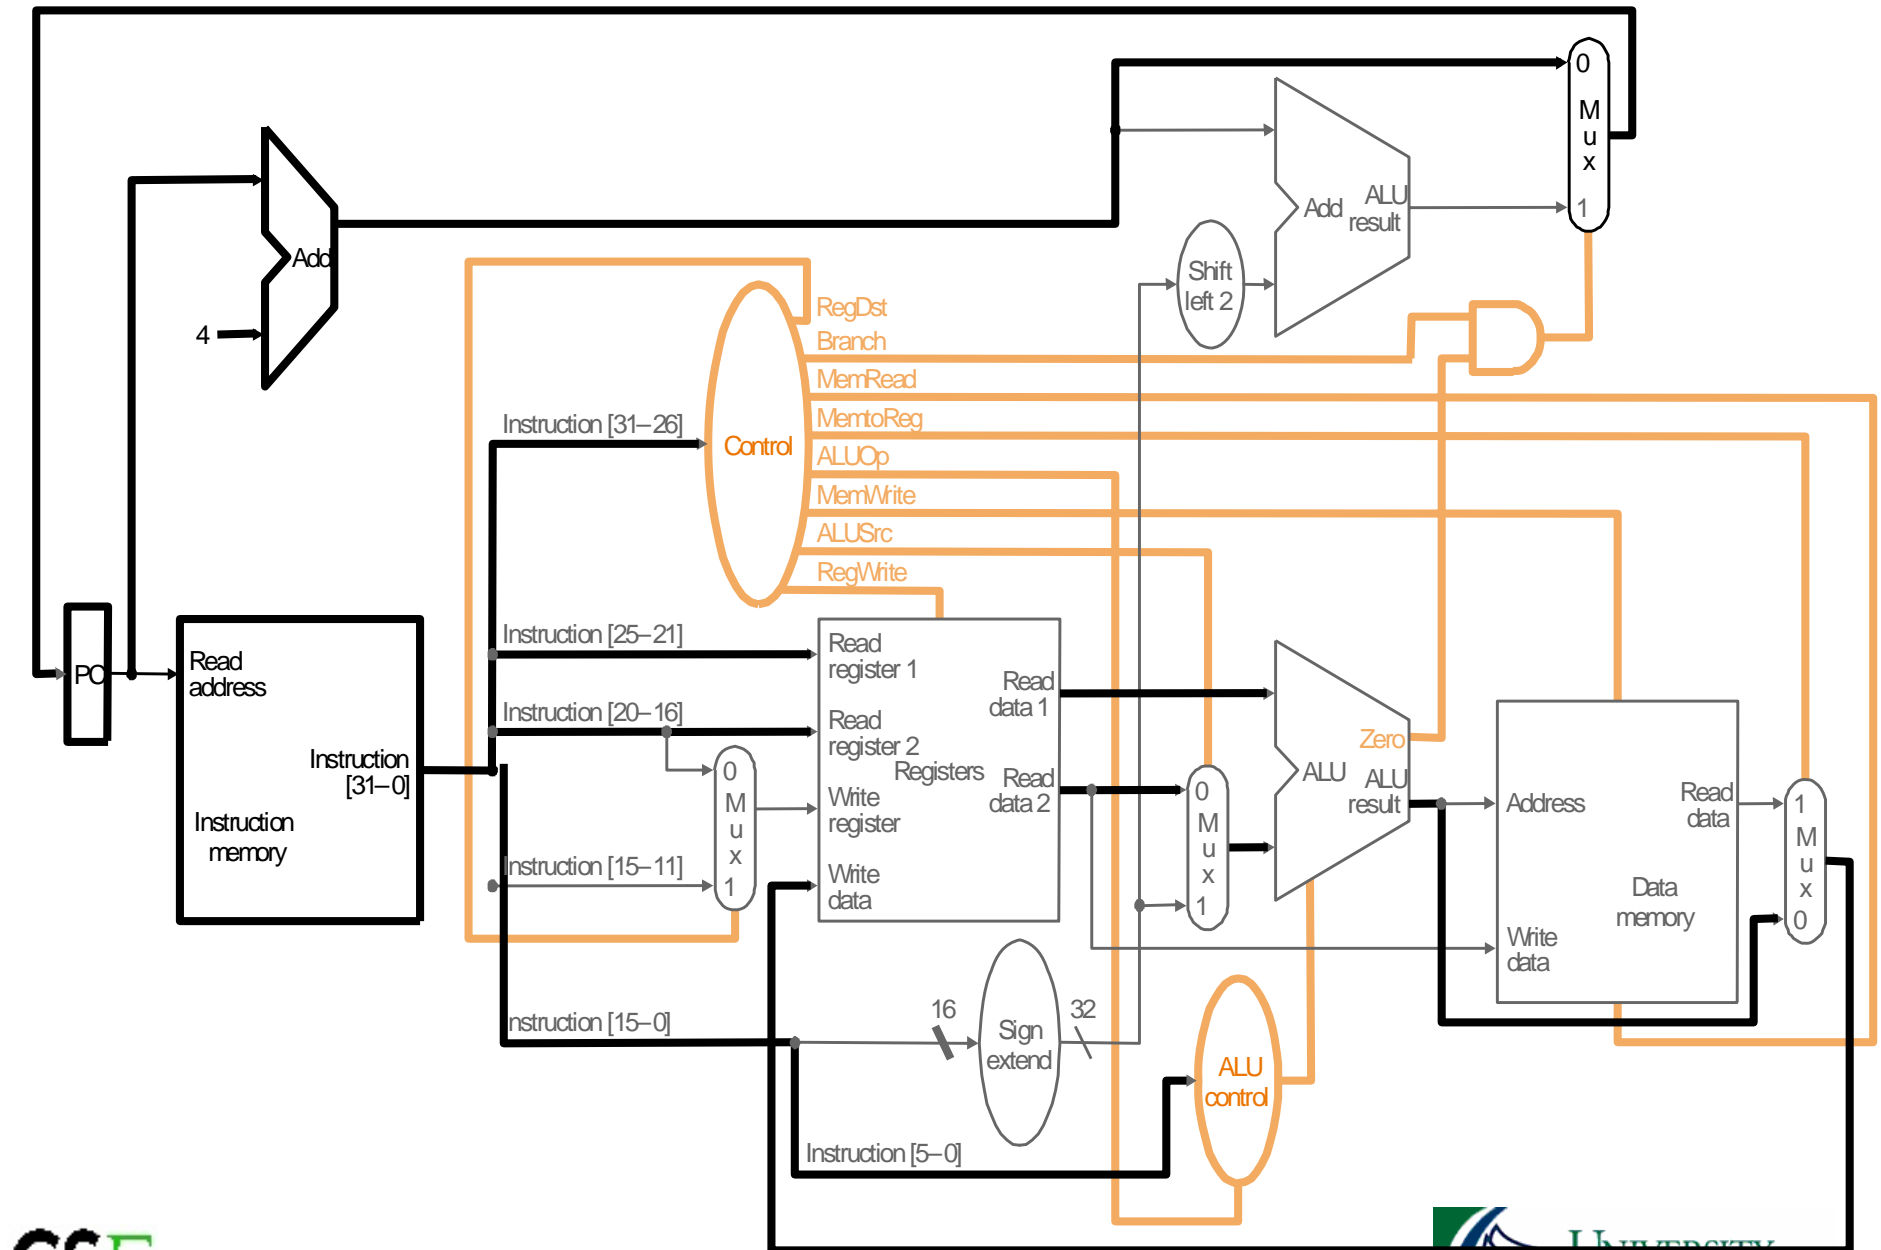 0
M
u
x
1
Add
ALU
result
Shift
left 2
Add
4
RegDst
Branch
MemRead
MemtoReg
ALUOp
MemWrite
ALUSrc
RegWrite
Control
Instruction [31–26]
Instruction [25–21]
Instruction [20–16]
nstruction [15–11]
nstruction [15–0]
Instruction [5–0]
PC
Read
address
Instruction
[31–0]
Instruction
memory
0
M
u
x
1
Read
register 1
Read
register 2
Registers
Write
register
Write
data
Read
data 1
Read
data 2
0
M
u
x
1
Zero
ALU
ALU
result
Address
Read
data
Data
memory
Write
data
1
M
u
x
0
16
Sign
extend
32
ALU
control
UNIVERSITY